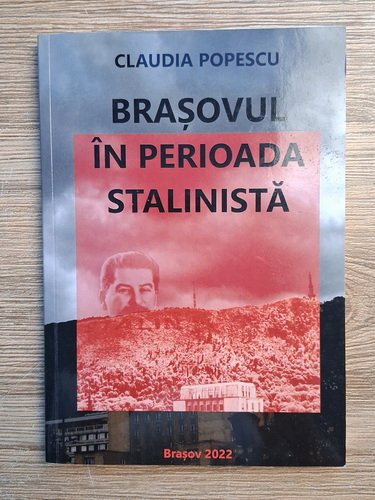 CLAUDIA POPESCU
BRAȘOVUL
ÎN PERIOADA
STALINISTĂ
Brașov 2022